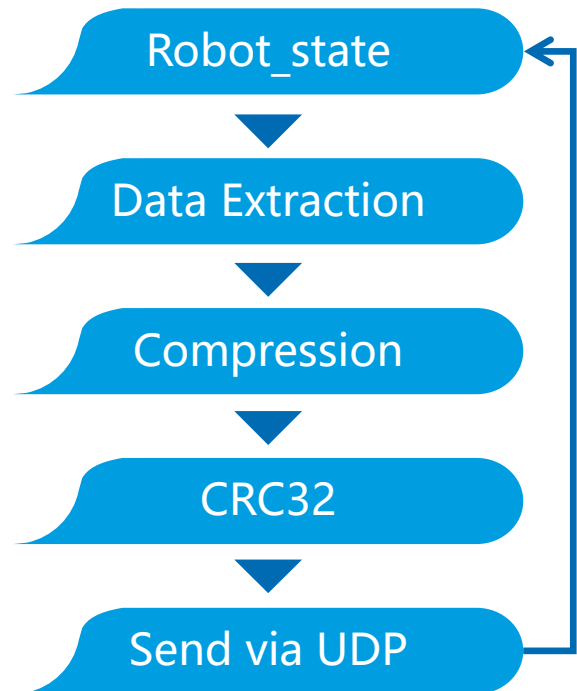 Robot_state
Data Extraction
Compression
CRC32
Send via UDP